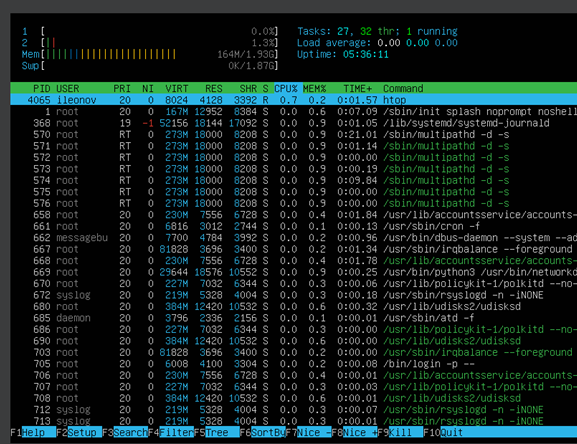 1 [ 0.0%] Tasks: 27, 32 thr; 1 running
2 [|| 1.3%] Load average: 0.00 0.00 0.00
Mem[|||||||||||||||||||||| 164M/1.93G] Uptime: 05:36:11
Swp[ 0K/1.87G]
PID USER PRI NI VIRT RES SHR S CPU% MEM% TIME+ Command
4065 ileonov 20 0 8024 4128 3392 R 0.7 0.2 0:01.57 htop
1 root 20 0 167M 12952 8384 S 0.0 0.6 0:07.09 /sbin/init splash noprompt noshell
368 root 19 -1 52156 18144 17092 S 0.0 0.9 0:01.05 /lib/systemd/systemd-journald
570 root RT 0 273M 18000 8208 S 0.0 0.9 0:21.51 /sbin/multipathd -d -s
571 root RT 0 273M 18000 8208 S 0.0 0.9 0:01.14 /sbin/multipathd -d -s
572 root RT 0 273M 18000 8208 S 0.0 0.9 0:00.00 /sbin/multipathd -d -s
573 root RT 0 273M 18000 8208 S 0.0 0.9 0:00.19 /sbin/multipathd -d -s
574 root RT 0 273M 18000 8208 S 0.0 0.9 0:09.84 /sbin/multipathd -d -s
575 root RT 0 273M 18000 8208 S 0.0 0.9 0:00.00 /sbin/multipathd -d -s
576 root RT 0 273M 18000 8208 S 0.0 0.9 0:00.00 /sbin/multipathd -d -s
658 root 20 0 230M 7556 6728 S 0.0 0.4 0:01.84 /usr/lib/accountsservice/accounts-
661 root 20 0 6816 3012 2744 S 0.0 0.1 0:00.13 /usr/sbin/cron -f
662 messagebu 20 0 7700 4784 3992 S 0.0 0.2 0:00.96 /usr/bin/dbus-daemon --system --ad
667 root 20 0 81828 3696 3400 S 0.0 0.2 0:01.34 /usr/sbin/irqbalance --foreground
668 root 20 0 230M 7556 6728 S 0.0 0.4 0:01.78 /usr/lib/accountsservice/accounts-
669 root 20 0 29644 18576 10552 S 0.0 0.9 0:00.25 /usr/bin/python3 /usr/bin/networkd
670 root 20 0 227M 7032 6344 S 0.0 0.3 0:00.06 /usr/lib/policykit-1/polkitd --no-
672 syslog 20 0 219M 5328 4004 S 0.0 0.3 0:00.18 /usr/sbin/rsyslogd -n -iNONE
680 root 20 0 384M 12420 10532 S 0.0 0.6 0:00.32 /usr/lib/udisks2/udisksd
685 daemon 20 0 3796 2336 2156 S 0.0 0.1 0:00.01 /usr/sbin/atd -f
686 root 20 0 227M 7032 6344 S 0.0 0.3 0:00.00 /usr/lib/policykit-1/polkitd --no-
690 root 20 0 384M 12420 10532 S 0.0 0.6 0:00.00 /usr/lib/udisks2/udisksd
703 root 20 0 81828 3696 3400 S 0.0 0.2 0:00.00 /usr/sbin/irqbalance --foreground
705 root 20 0 6008 4100 3304 S 0.0 0.2 0:00.08 /bin/login -p --
706 root 20 0 230M 7556 6728 S 0.0 0.4 0:00.01 /usr/lib/accountsservice/accounts-
707 root 20 0 227M 7032 6344 S 0.0 0.3 0:00.03 /usr/lib/policykit-1/polkitd --no-
708 root 20 0 384M 12420 10532 S 0.0 0.6 0:00.00 /usr/lib/udisks2/udisksd
712 syslog 20 0 219M 5328 4004 S 0.0 0.3 0:00.07 /usr/sbin/rsyslogd -n -iNONE
713 syslog 20 0 219M 5328 4004 S 0.0 0.3 0:00.01 /usr/sbin/rsyslogd -n -iNONE
F1Help F2Setup F3SearchF4FilterF5Tree F6SortByF7Nice -F8Nice +F9Kill F10Quit